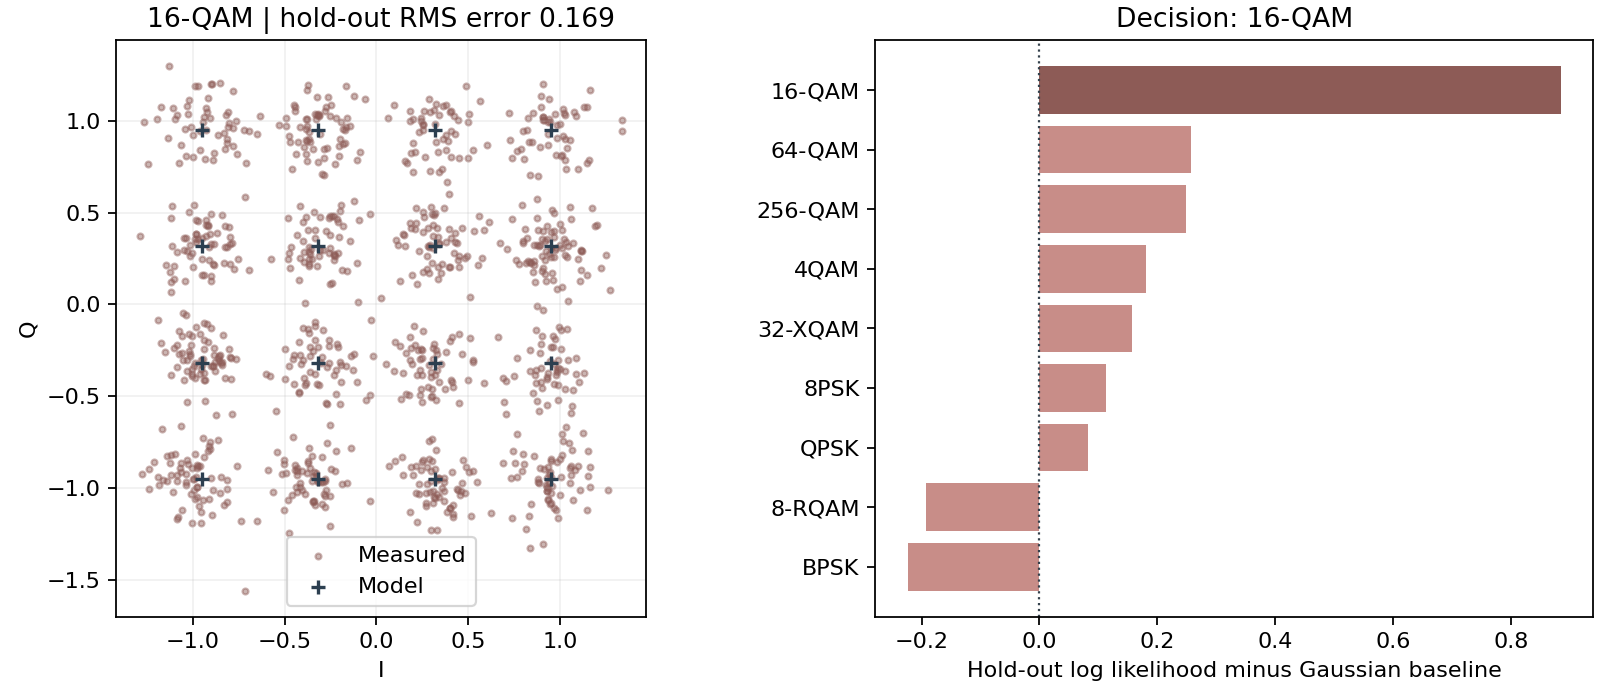 16-QAM | hold-out RMS error 0.169
1.0
0.5
0.0
−0.5
−1.0
−1.5
Q
−1.0
−0.5
0.0
0.5
1.0
I
Measured
Model
Decision: 16-QAM
16-QAM
64-QAM
256-QAM
4QAM
32-XQAM
8PSK
QPSK
8-RQAM
BPSK
−0.2
0.0
0.2
0.4
0.6
0.8
Hold-out log likelihood minus Gaussian baseline